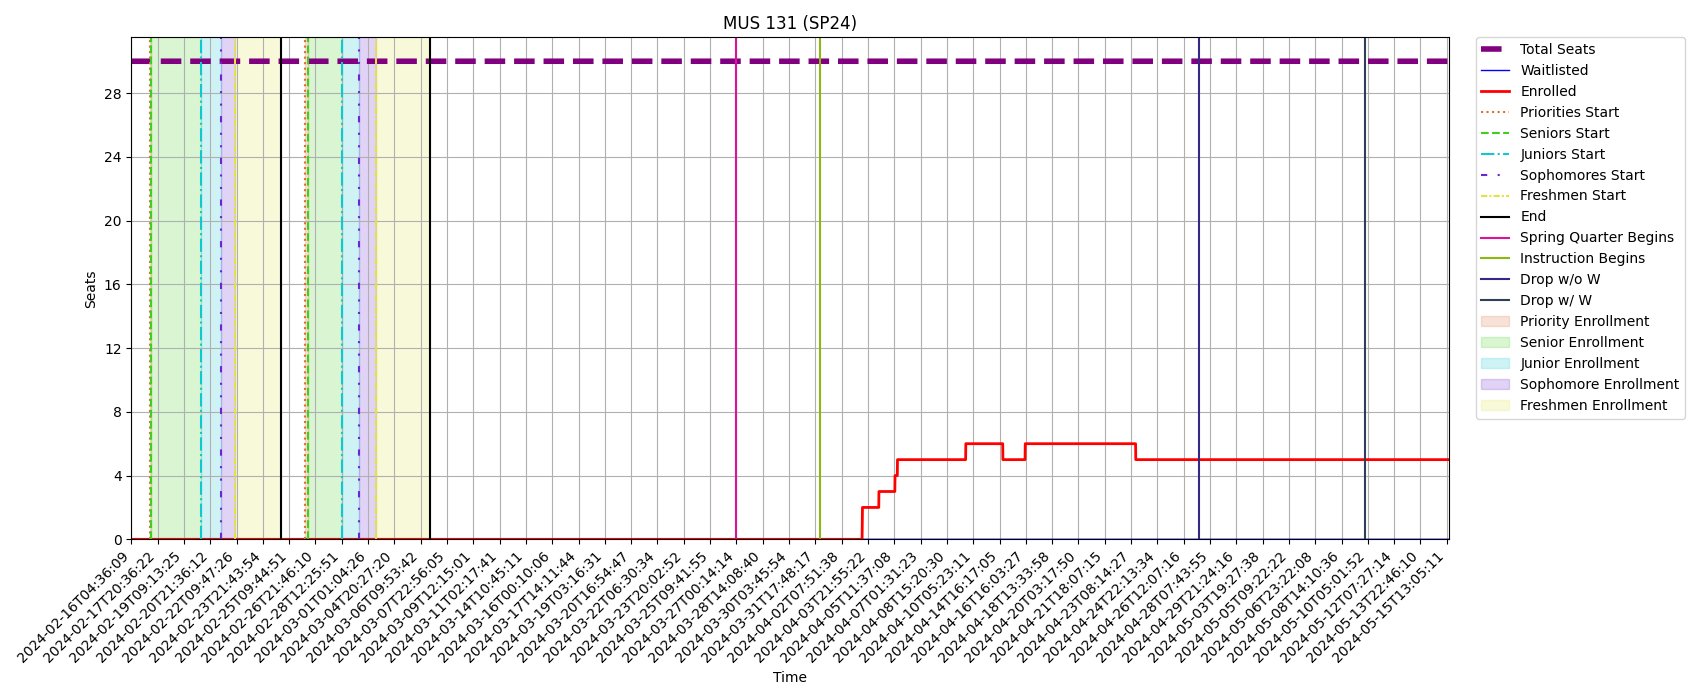 MUS 131 (SP24)
Seats
28
24
20
16
12
8
4
0
2024-02-16T04:36:09
2024-02-17T20:36:22
2024-02-19T09:13:25
2024-02-20T21:36:12
2024-02-22T09:47:26
2024-02-23T21:43:54
2024-02-25T09:44:51
2024-02-26T21:46:10
2024-02-28T12:25:51
2024-03-01T01:04:26
2024-03-04T20:27:20
2024-03-06T09:53:42
2024-03-07T22:56:05
2024-03-09T12:15:01
2024-03-11T02:17:41
2024-03-14T10:45:11
2024-03-16T00:10:06
2024-03-17T14:11:44
2024-03-19T03:16:31
2024-03-20T16:54:47
2024-03-22T06:30:34
2024-03-23T20:02:52
2024-03-25T09:41:55
2024-03-27T00:14:14
2024-03-28T14:08:40
2024-03-30T03:45:54
2024-03-31T17:48:17
2024-04-02T07:51:38
2024-04-03T21:55:22
2024-04-05T11:37:08
2024-04-07T01:31:23
2024-04-08T15:20:30
2024-04-10T05:23:11
2024-04-14T16:17:05
2024-04-16T16:03:27
2024-04-18T13:33:58
2024-04-20T03:17:50
2024-04-21T18:07:15
2024-04-23T08:14:27
2024-04-24T22:13:34
2024-04-26T12:07:16
2024-04-28T07:43:55
2024-04-29T21:24:16
2024-05-03T19:27:38
2024-05-05T09:22:22
2024-05-06T23:22:08
2024-05-08T14:10:36
2024-05-10T05:01:52
2024-05-12T07:27:14
2024-05-13T22:46:10
2024-05-15T13:05:11
Time
Total Seats
Waitlisted
Enrolled
Priorities Start
Seniors Start
Juniors Start
Sophomores Start
Freshmen Start
End
Spring Quarter Begins
Instruction Begins
Drop w/o W
Drop w/ W
Priority Enrollment
Senior Enrollment
Junior Enrollment
Sophomore Enrollment
Freshmen Enrollment